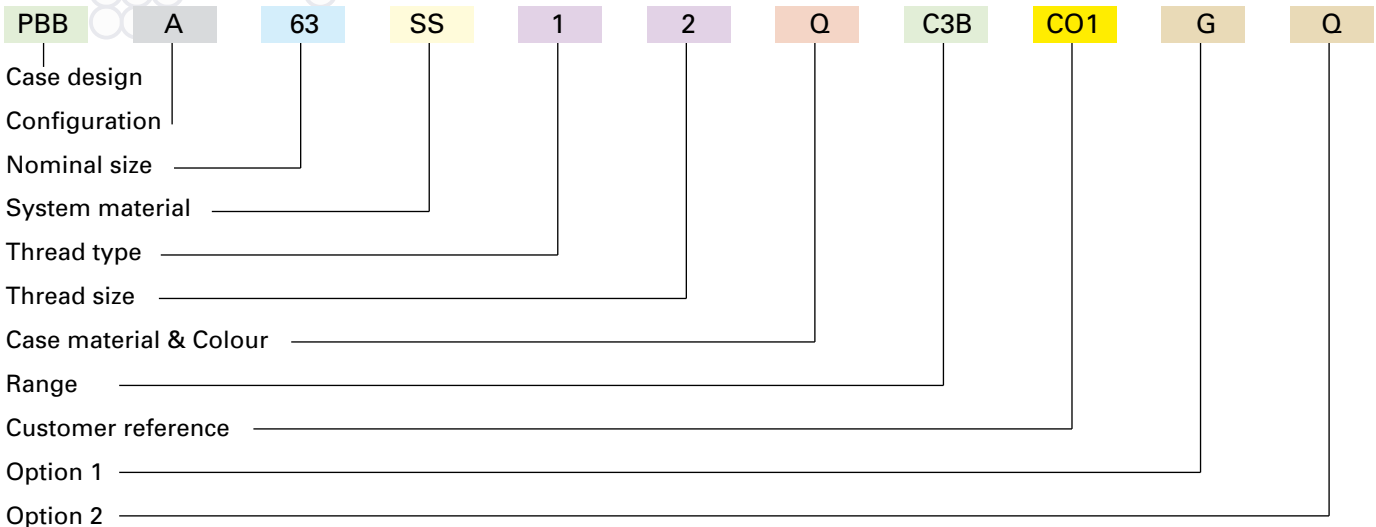 PBB A 63 SS 1 2 Q C3B CO1 G Q
Case design
Configuration
Nominal size
System material
Thread type
Thread size
Case material & Colour
Range
Customer reference
Option 1
Option 2